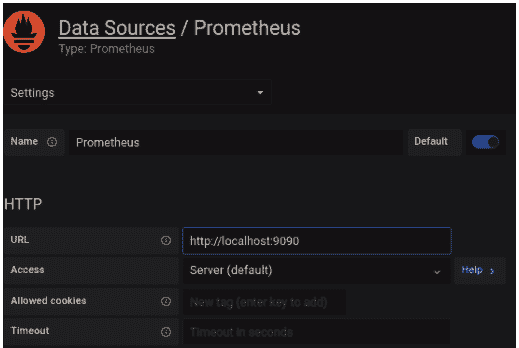 Data Sources / Prometheus
Type: Prometheus
Settings
Name Prometheus Default
HTTP
URL http://localhost:9090
Access Server (default) Help >
Allowed cookies New tag (enter key to add)
Timeout Timeout in seconds